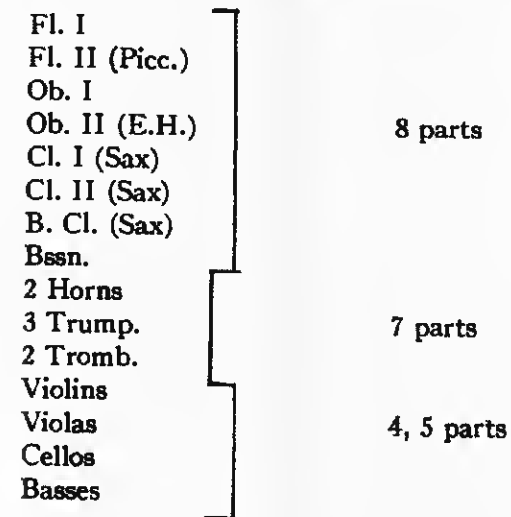 Fl. I
Fl. II (Picc.)
Ob. I
Ob. II (E.H.)
Cl. I (Sax)
Cl. II (Sax)
B. Cl. (Sax)
Bssn.
8 parts
2 Horns
3 Trump.
2 Tromb.
7 parts
Violins
Violas
Cellos
Basses
4, 5 parts